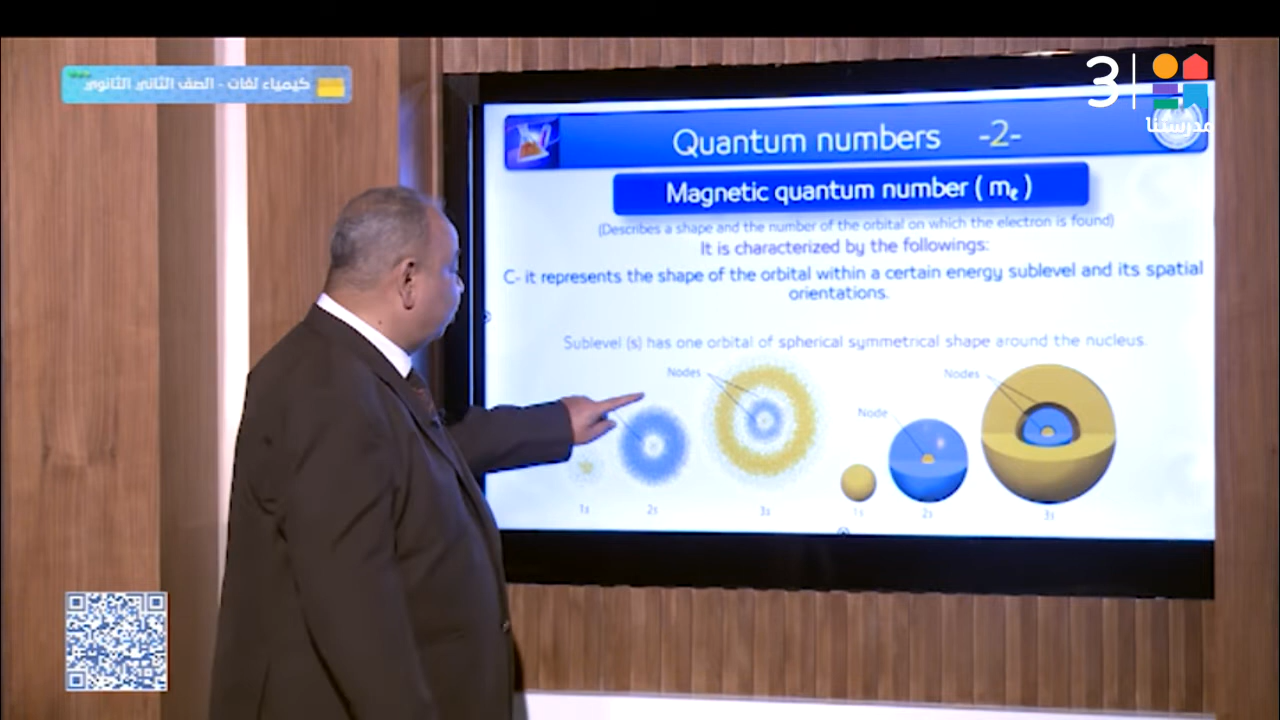 كيمياء لغات - الصف الثاني الثانوي
3
مدرستنا
Quantum numbers -2-
Magnetic quantum number ( mℓ )
(Describes a shape and the number of the orbital on which the electron is found)
It is characterized by the followings:
C- it represents the shape of the orbital within a certain energy sublevel and its spatial
orientations.
Sublevel (s) has one orbital of spherical symmetrical shape around the nucleus.
Nodes
Nodes
Node
1s 2s 3s 1s 2s 3s